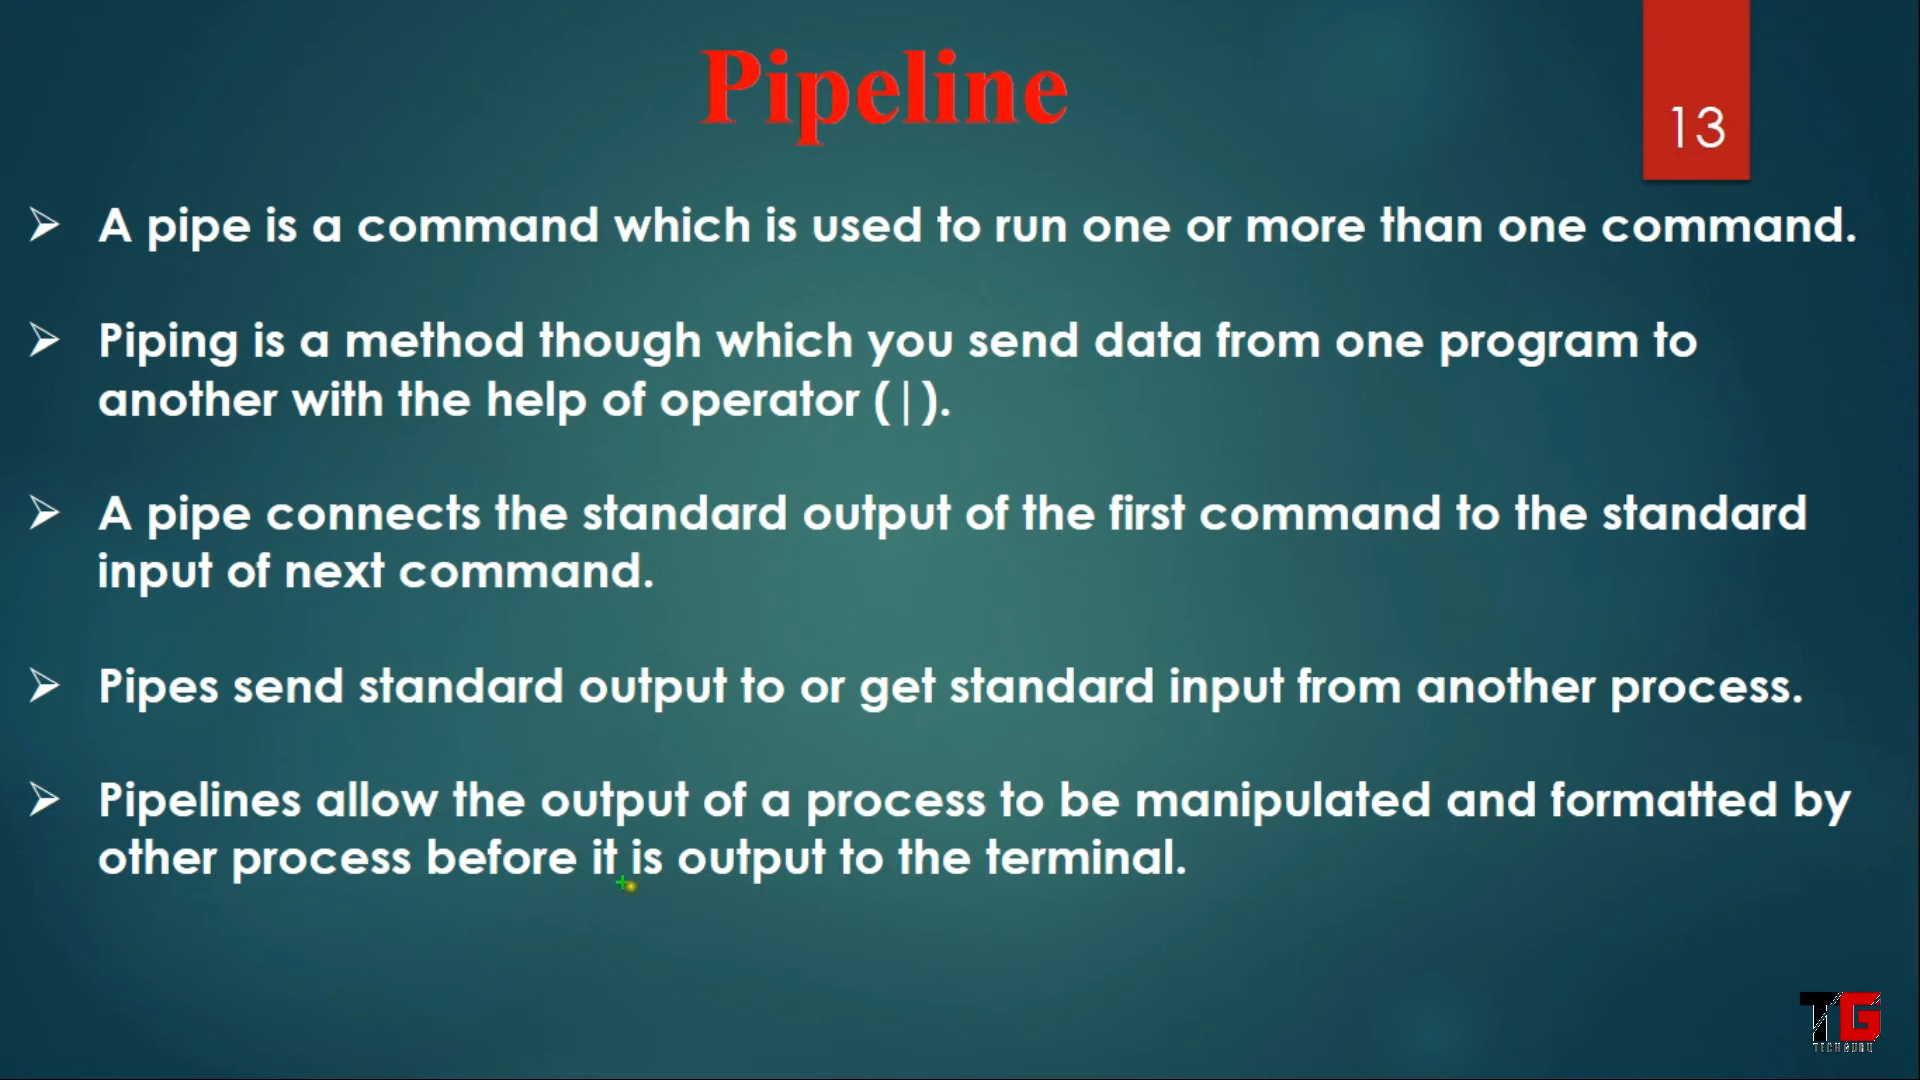 Pipeline
13
➢ A pipe is a command which is used to run one or more than one command.
➢ Piping is a method though which you send data from one program to
another with the help of operator (|).
➢ A pipe connects the standard output of the first command to the standard
input of next command.
➢ Pipes send standard output to or get standard input from another process.
➢ Pipelines allow the output of a process to be manipulated and formatted by
other process before it is output to the terminal.
TG
TECHGURU